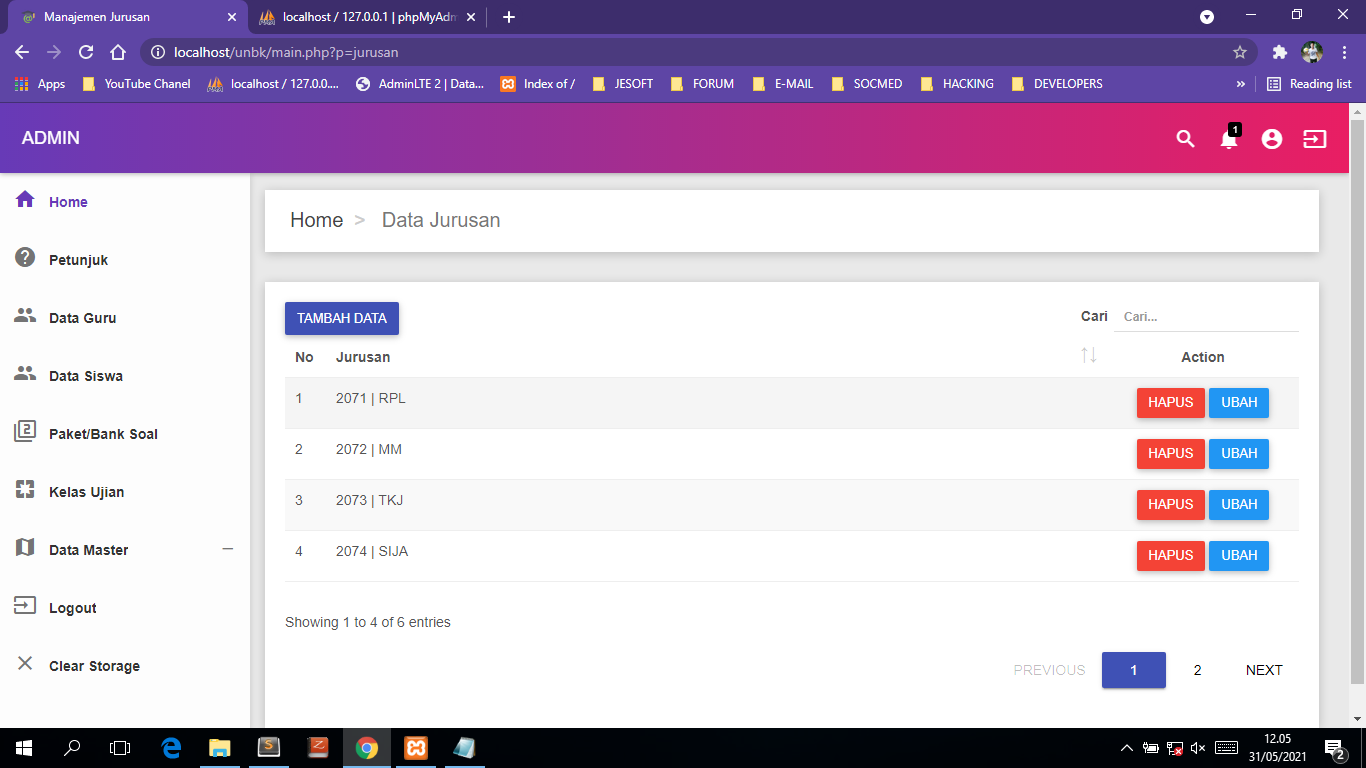 Manajemen Jurusan
localhost / 127.0.0.1 | phpMyAdm
localhost/unbk/main.php?p=jurusan
Apps YouTube Chanel localhost / 127.0.0.... AdminLTE 2 | Data... Index of / JESOFT FORUM E-MAIL SOCMED HACKING DEVELOPERS » Reading list
ADMIN
1
Home
Petunjuk
Data Guru
Data Siswa
2 Paket/Bank Soal
Kelas Ujian
Data Master
Logout
Clear Storage
Home > Data Jurusan
TAMBAH DATA
Cari Cari...
No Jurusan Action
1 2071 | RPL HAPUS UBAH
2 2072 | MM HAPUS UBAH
3 2073 | TKJ HAPUS UBAH
4 2074 | SIJA HAPUS UBAH
Showing 1 to 4 of 6 entries
PREVIOUS 1 2 NEXT
12.05
31/05/2021
2